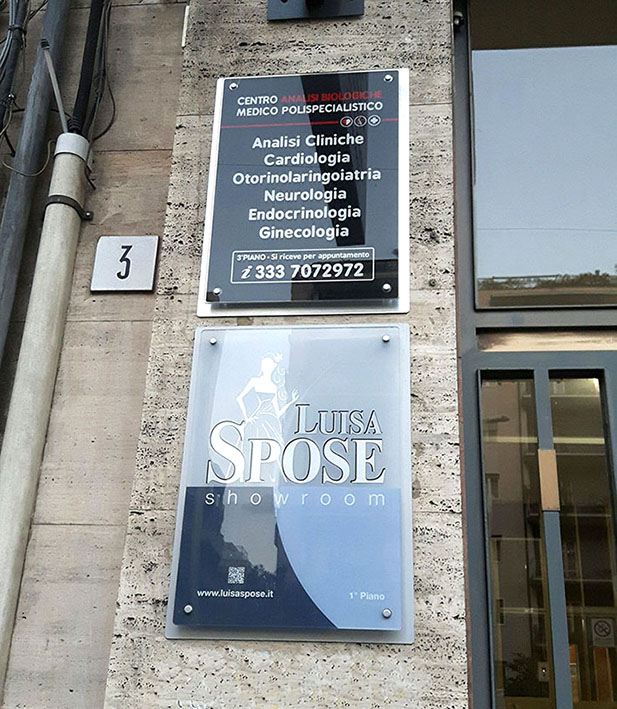 CENTRO ANALISI BIOLOGICHE
MEDICO POLISPECIALISTICO
Analisi Cliniche
Cardiologia
Otorinolaringoiatria
Neurologia
Endocrinologia
Ginecologia
3°PIANO - Si riceve per appuntamento
i 333 7072972
3
LUISA
SPOSE
showroom
www.luisaspose.it
1° Piano